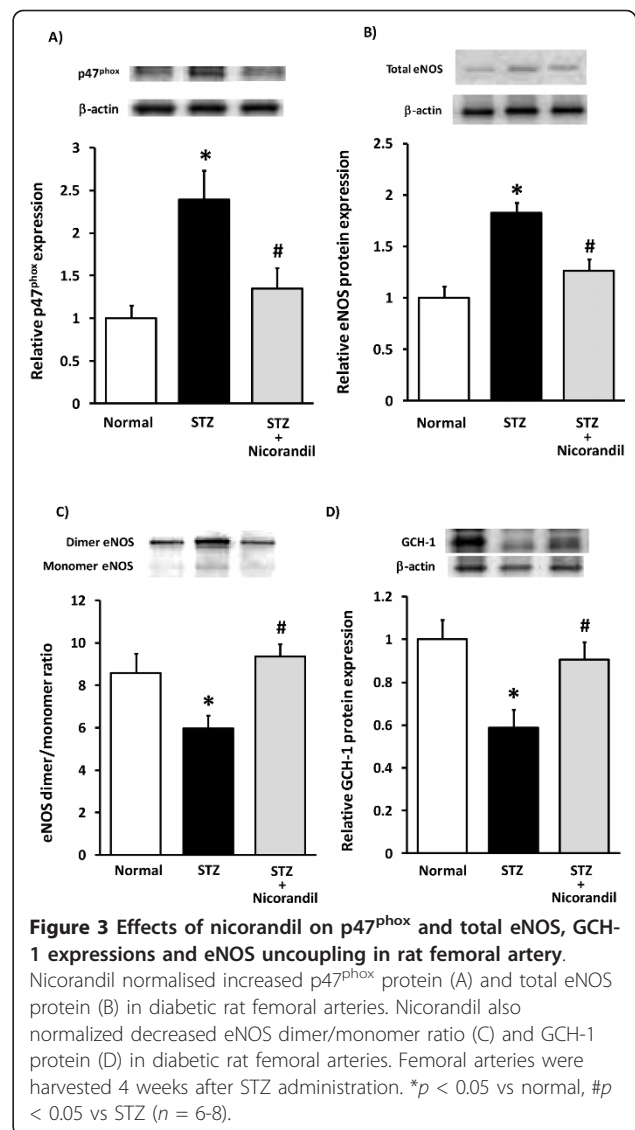 A)
p47phox
β-actin
Relative p47phox expression
3
2.5
2
1.5
1
0.5
0
*
#
Normal
STZ
STZ
+
Nicorandil
B)
Total eNOS
β-actin
Relative eNOS protein expression
2.5
2
1.5
1
0.5
0
*
#
Normal
STZ
STZ
+
Nicorandil
C)
Dimer eNOS
Monomer eNOS
eNOS dimer/monomer ratio
12
10
8
6
4
2
0
*
#
Normal
STZ
STZ
+
Nicorandil
D)
GCH-1
β-actin
Relative GCH-1 protein expression
1.2
1
0.8
0.6
0.4
0.2
0
*
#
Normal
STZ
STZ
+
Nicorandil
Figure 3 Effects of nicorandil on p47phox and total eNOS, GCH-
1 expressions and eNOS uncoupling in rat femoral artery.
Nicorandil normalised increased p47phox protein (A) and total eNOS
protein (B) in diabetic rat femoral arteries. Nicorandil also
normalized decreased eNOS dimer/monomer ratio (C) and GCH-1
protein (D) in diabetic rat femoral arteries. Femoral arteries were
harvested 4 weeks after STZ administration. *p < 0.05 vs normal, #p
< 0.05 vs STZ (n = 6-8).